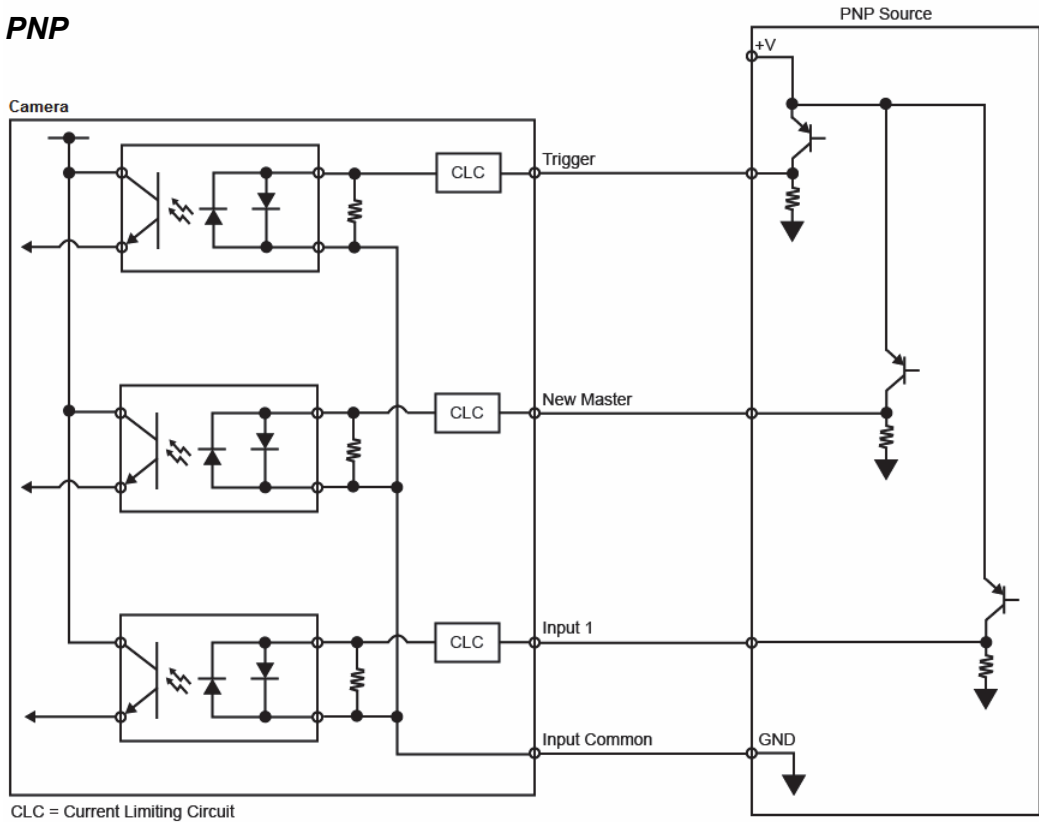 PNP
PNP Source
+V
Camera
CLC
Trigger
CLC
New Master
CLC
Input 1
Input Common
GND
CLC = Current Limiting Circuit